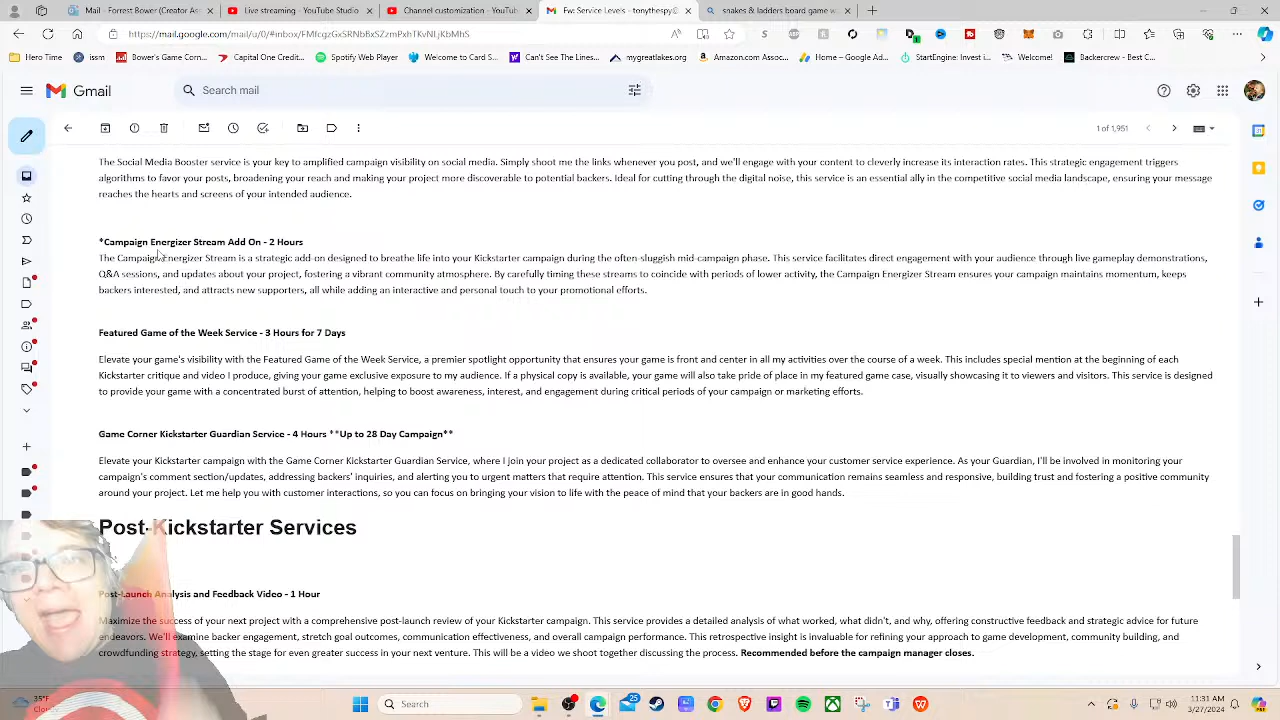 Mail - Forrest Bower (Creator Ass
Live streaming - YouTube Studio
Channel customization - YouTub
Fw: Service Levels - tonythespy@
snakes & ladders board game w
https://mail.google.com/mail/u/0/#inbox/
Hero Time
issip
Bower's Game Corn...
Capital One Credit...
Spotify Web Player
Welcome to Card S...
Can't See The Lines...
mygreatlakes.org
Amazon.com Assoc...
Home – Google Ad...
StartEngine: Invest i...
Welcome!
Backercrew - Best C...
Gmail
Search mail
1 of 1,951
The Social Media Booster service is your key to amplified campaign visibility on social media. Simply shoot me the links whenever you post, and we'll engage with your content to cleverly increase its interaction rates. This strategic engagement triggers
algorithms to favor your posts, broadening your reach and making your project more discoverable to potential backers. Ideal for cutting through the digital noise, this service is an essential ally in the competitive social media landscape, ensuring your message
reaches the hearts and screens of your intended audience.
*Campaign Energizer Stream Add On - 2 Hours
The Campaign Energizer Stream is a strategic add-on designed to breathe life into your Kickstarter campaign during the often-sluggish mid-campaign phase. This service facilitates direct engagement with your audience through live gameplay demonstrations,
Q&A sessions, and updates about your project, fostering a vibrant community atmosphere. By carefully timing these streams to coincide with periods of lower activity, the Campaign Energizer Stream ensures your campaign maintains momentum, keeps
backers interested, and attracts new supporters, all while adding an interactive and personal touch to your promotional efforts.
Featured Game of the Week Service - 3 Hours for 7 Days
Elevate your game's visibility with the Featured Game of the Week Service, a premier spotlight opportunity that ensures your game is front and center in all my activities over the course of a week. This includes special mention at the beginning of each
Kickstarter critique and video I produce, giving your game exclusive exposure to my audience. If a physical copy is available, your game will also take pride of place in my featured game case, visually showcasing it to viewers and visitors. This service is designed
to provide your game with a concentrated burst of attention, helping to boost awareness, interest, and engagement during critical periods of your campaign or marketing efforts.
Game Corner Kickstarter Guardian Service - 4 Hours **Up to 28 Day Campaign**
Elevate your Kickstarter campaign with the Game Corner Kickstarter Guardian Service, where I join your project as a dedicated collaborator to oversee and enhance your customer service experience. As your Guardian, I'll be involved in monitoring your
campaign's comment section/updates, addressing backers' inquiries, and alerting you to urgent matters that require attention. This service ensures that your communication remains seamless and responsive, building trust and fostering a positive community
around your project. Let me help you with customer interactions, so you can focus on bringing your vision to life with the peace of mind that your backers are in good hands.
Post-Kickstarter Services
Post-Launch Analysis and Feedback Video - 1 Hour
Maximize the success of your next project with a comprehensive post-launch review of your Kickstarter campaign. This service provides a detailed analysis of what worked, what didn't, and why, offering constructive feedback and strategic advice for future
endeavors. We'll examine backer engagement, stretch goal outcomes, communication effectiveness, and overall campaign performance. This retrospective insight is invaluable for refining your approach to game development, community building, and
crowdfunding strategy, setting the stage for even greater success in your next venture. This will be a video we shoot together discussing the process. Recommended before the campaign manager closes.
35°F
Search
25
11:31 AM
3/27/2024